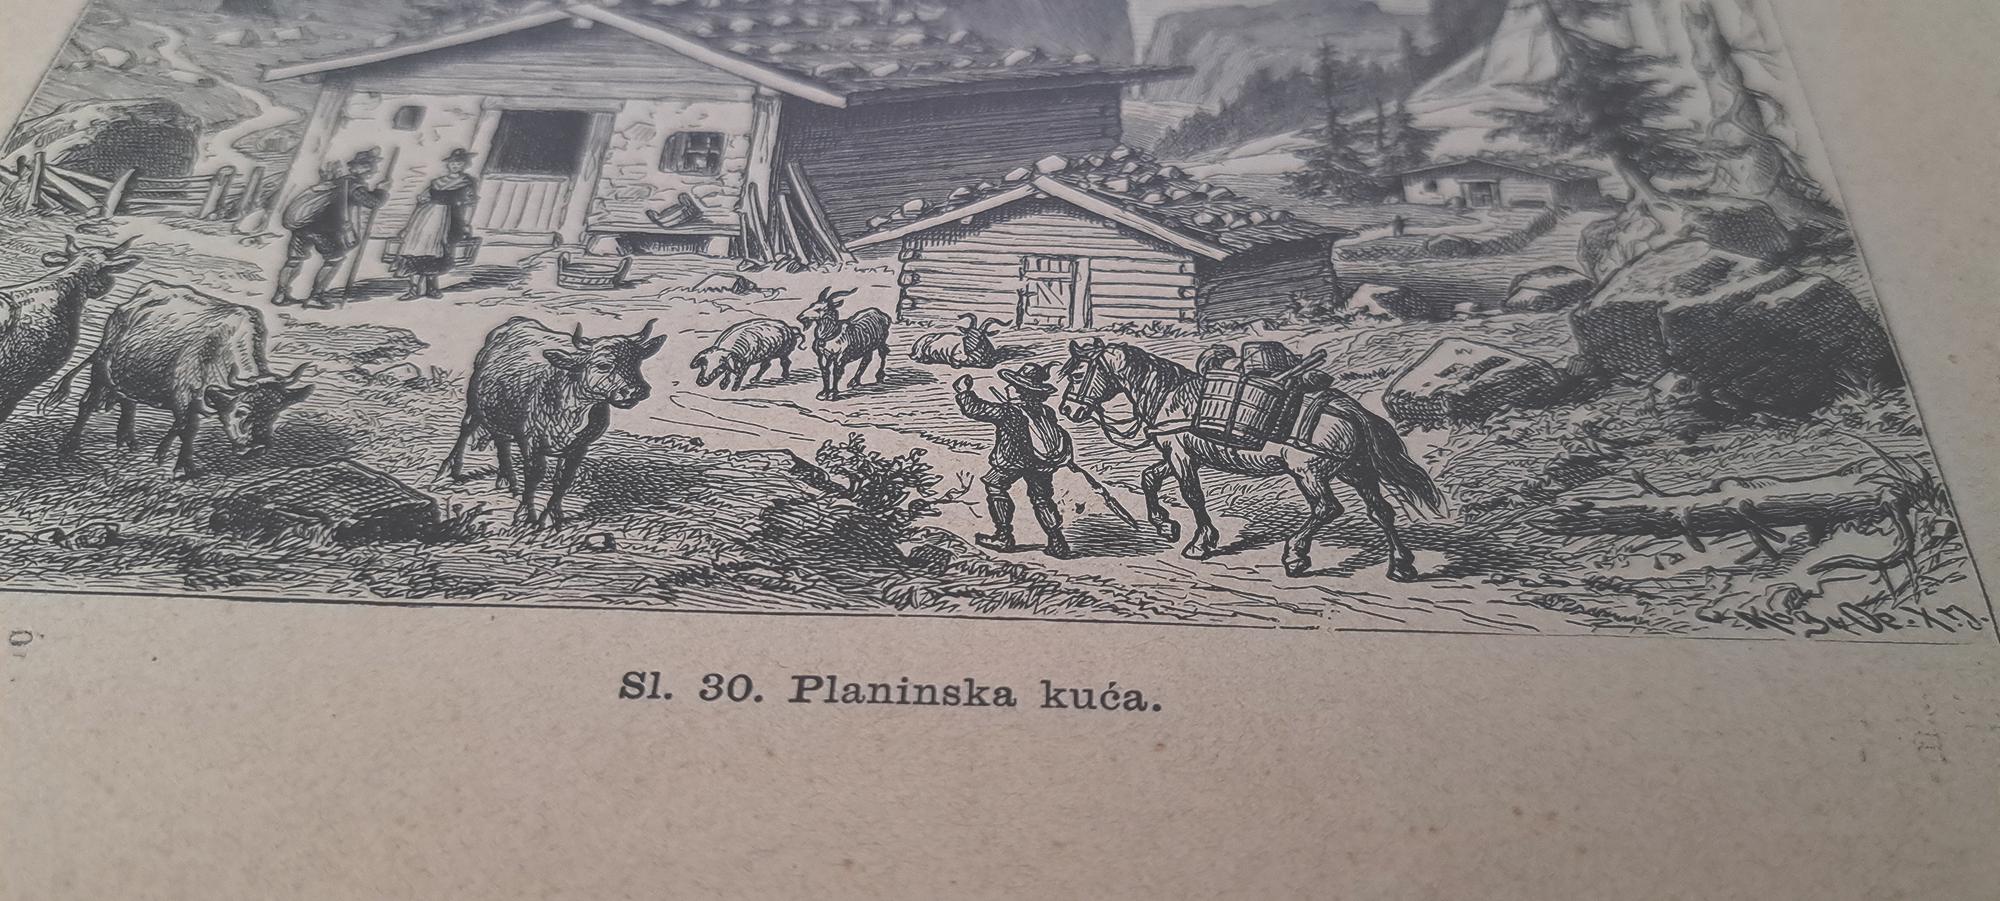 Sl. 30. Planinska kuća.